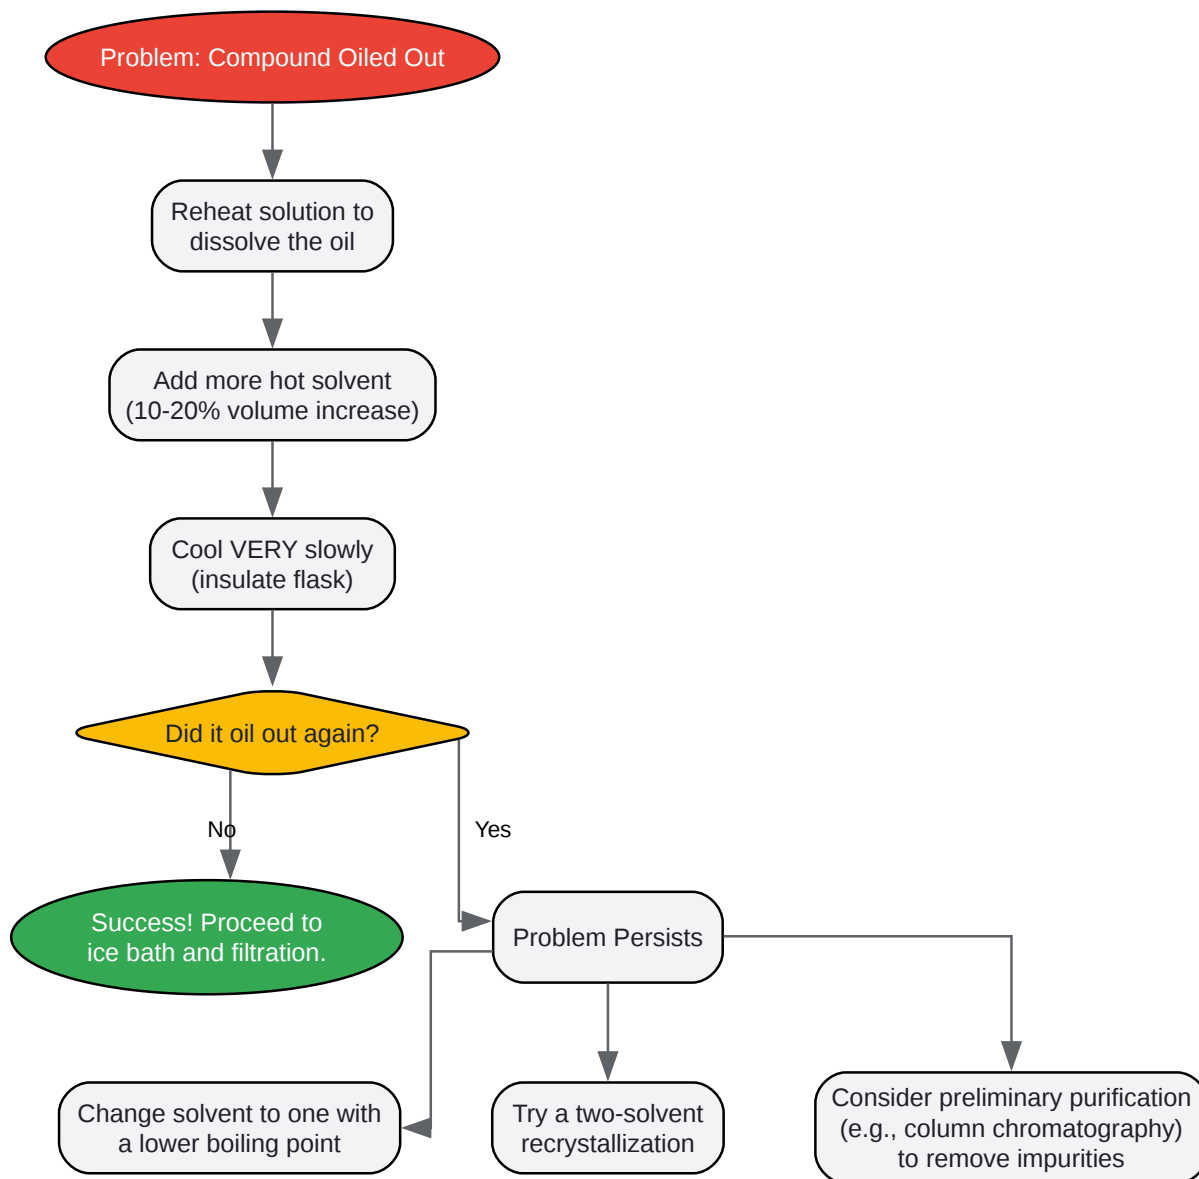 Problem: Compound Oiled Out
Reheat solution to
dissolve the oil
Add more hot solvent
(10-20% volume increase)
Cool VERY slowly
(insulate flask)
Did it oil out again?
No
Yes
Success! Proceed to
ice bath and filtration.
Problem Persists
Change solvent to one with
a lower boiling point
Try a two-solvent
recrystallization
Consider preliminary purification
(e.g., column chromatography)
to remove impurities